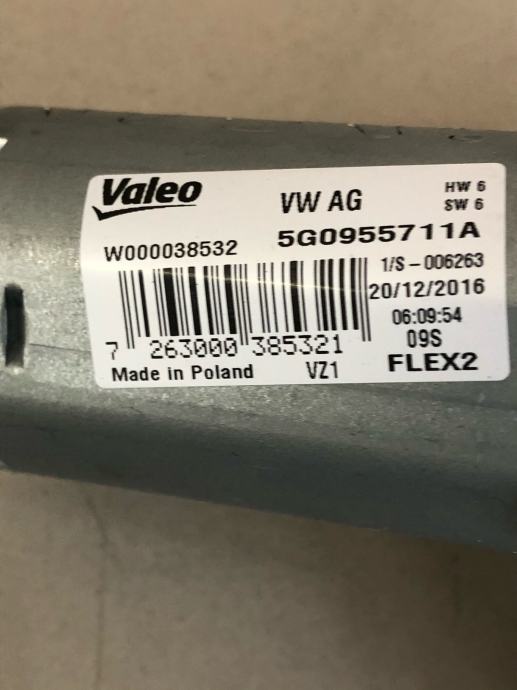 Valeo
VW AG
HW 6
SW 6
W000038532
5G0955711A
1/S-006263
20/12/2016
06:09:54
09S
7 263000 385321
Made in Poland
VZ1
FLEX2